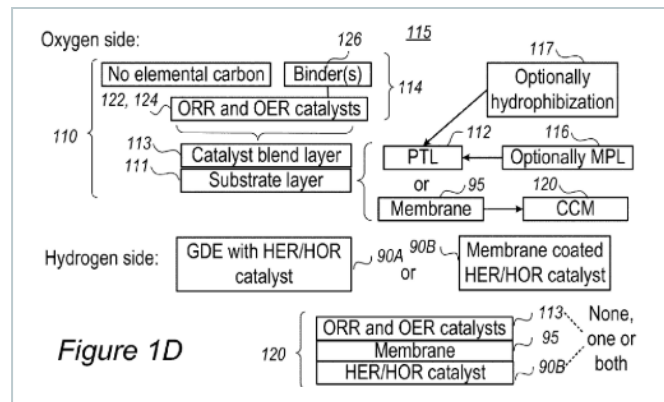 Oxygen side:
126
115
117
No elemental carbon
Binder(s)
114
Optionally
hydrophibization
122, 124
ORR and OER catalysts
110
113
Catalyst blend layer
112
116
PTL
Optionally MPL
111
Substrate layer
or
95
120
Membrane
CCM
Hydrogen side:
GDE with HER/HOR
catalyst
90A
or
90B
Membrane coated
HER/HOR catalyst
Figure 1D
120
ORR and OER catalysts
113
None,
one or
both
Membrane
95
HER/HOR catalyst
90B